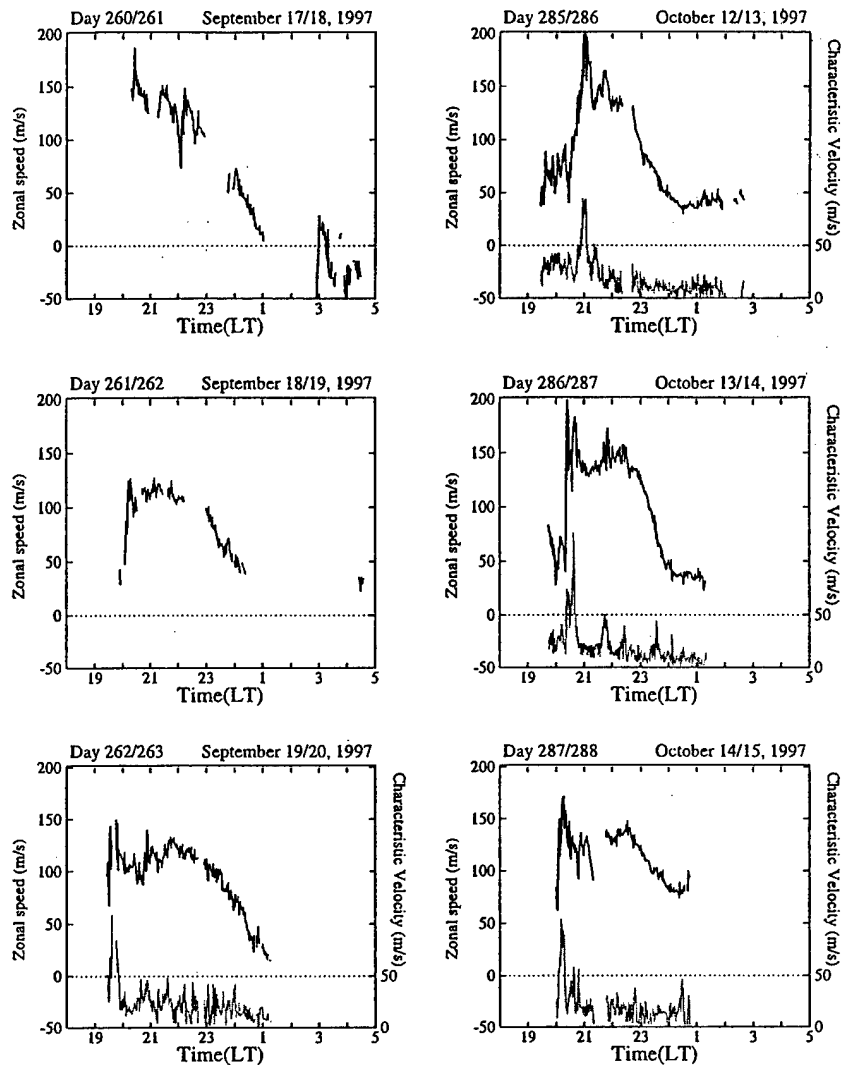 Day 260/261 September 17/18, 1997
200
150
100
50
0
-50
Zonal speed (m/s)
19 21 23 1 3 5
Time(LT)
Day 285/286 October 12/13, 1997
200
150
100
50
0
-50
Zonal speed (m/s)
50
0
Characteristic Velocity (m/s)
19 21 23 1 3 5
Time(LT)
Day 261/262 September 18/19, 1997
200
150
100
50
0
-50
Zonal speed (m/s)
19 21 23 1 3 5
Time(LT)
Day 286/287 October 13/14, 1997
200
150
100
50
0
-50
Zonal speed (m/s)
50
0
Characteristic Velocity (m/s)
19 21 23 1 3 5
Time(LT)
Day 262/263 September 19/20, 1997
200
150
100
50
0
-50
Zonal speed (m/s)
50
0
Characteristic Velocity (m/s)
19 21 23 1 3 5
Time(LT)
Day 287/288 October 14/15, 1997
200
150
100
50
0
-50
Zonal speed (m/s)
50
0
Characteristic Velocity (m/s)
19 21 23 1 3 5
Time(LT)